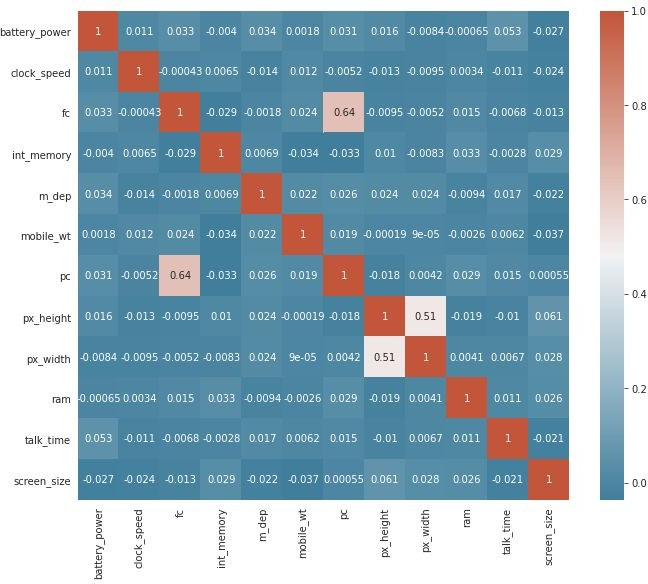 battery_power 1 0.011 0.033 -0.004 0.034 0.0018 0.031 0.016 -0.0084 -0.00065 0.053 -0.027
clock_speed 0.011 1 -0.00043 0.0065 -0.014 0.012 -0.0052 -0.013 -0.0095 0.0034 -0.011 -0.024
fc 0.033 -0.00043 1 -0.029 -0.0018 0.024 0.64 -0.0095 -0.0052 0.015 -0.0068 -0.013
int_memory -0.004 0.0065 -0.029 1 0.0069 -0.034 -0.033 0.01 -0.0083 0.033 -0.0028 0.029
m_dep 0.034 -0.014 -0.0018 0.0069 1 0.022 0.026 0.024 0.024 -0.0094 0.017 -0.022
mobile_wt 0.0018 0.012 0.024 -0.034 0.022 1 0.019 -0.00019 9e-05 -0.0026 0.0062 -0.037
pc 0.031 -0.0052 0.64 -0.033 0.026 0.019 1 -0.018 0.0042 0.029 0.015 0.00055
px_height 0.016 -0.013 -0.0095 0.01 0.024 -0.00019 -0.018 1 0.51 -0.019 -0.01 0.061
px_width -0.0084 -0.0095 -0.0052 -0.0083 0.024 9e-05 0.0042 0.51 1 0.0041 0.0067 0.028
ram -0.00065 0.0034 0.015 0.033 -0.0094 -0.0026 0.029 -0.019 0.0041 1 0.011 0.026
talk_time 0.053 -0.011 -0.0068 -0.0028 0.017 0.0062 0.015 -0.01 0.0067 0.011 1 -0.021
screen_size -0.027 -0.024 -0.013 0.029 -0.022 -0.037 0.00055 0.061 0.028 0.026 -0.021 1
battery_power clock_speed fc int_memory m_dep mobile_wt pc px_height px_width ram talk_time screen_size
1.0
0.8
0.6
0.4
0.2
0.0